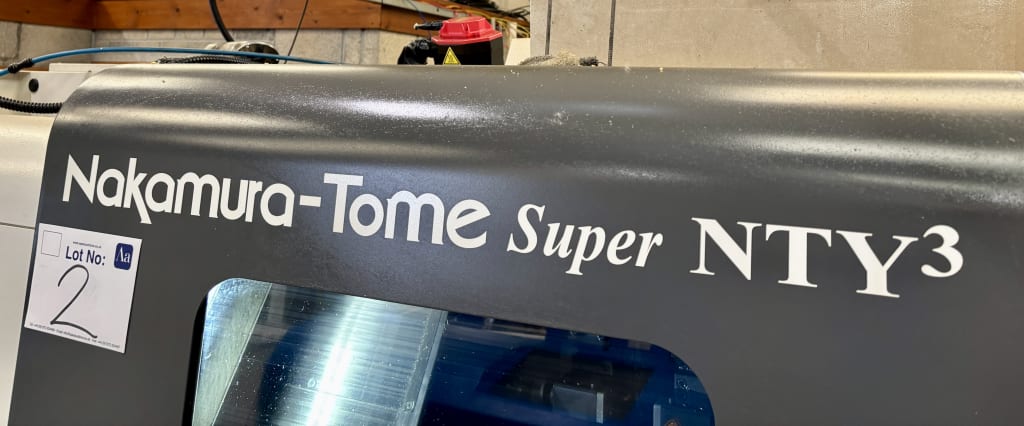 Nakamura-Tome Super NTY³
Lot No:
Aa
2